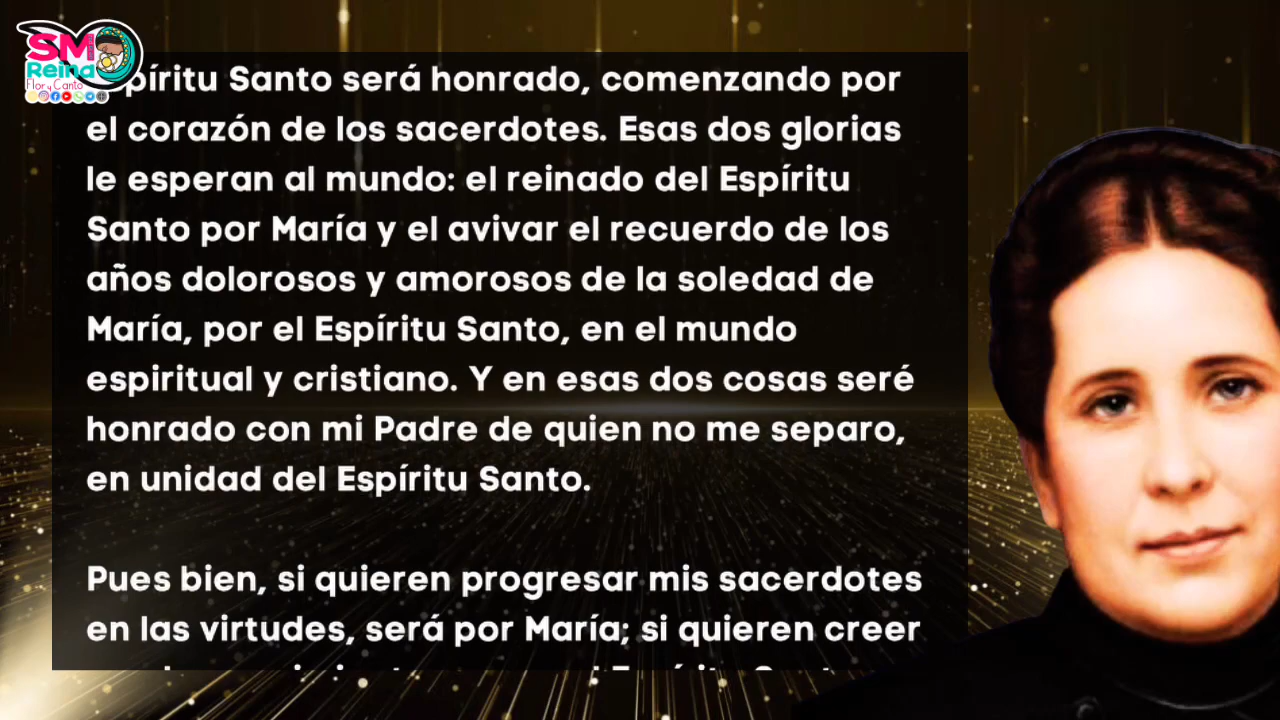 SM
Reina
Flor y Canto
píritu Santo será honrado, comenzando por
el corazón de los sacerdotes. Esas dos glorias
le esperan al mundo: el reinado del Espíritu
Santo por María y el avivar el recuerdo de los
años dolorosos y amorosos de la soledad de
María, por el Espíritu Santo, en el mundo
espiritual y cristiano. Y en esas dos cosas seré
honrado con mi Padre de quien no me separo,
en unidad del Espíritu Santo.
Pues bien, si quieren progresar mis sacerdotes
en las virtudes, será por María; si quieren creer